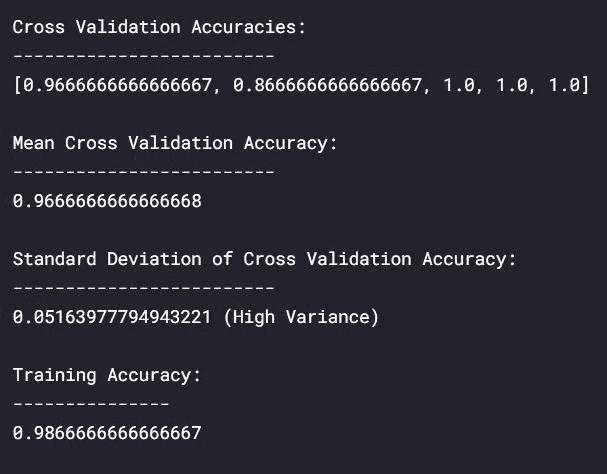 Cross Validation Accuracies:
-------------------------
[0.9666666666666667, 0.8666666666666667, 1.0, 1.0, 1.0]
Mean Cross Validation Accuracy:
-------------------------
0.9666666666666668
Standard Deviation of Cross Validation Accuracy:
-------------------------
0.05163977794943221 (High Variance)
Training Accuracy:
---------------
0.9866666666666667